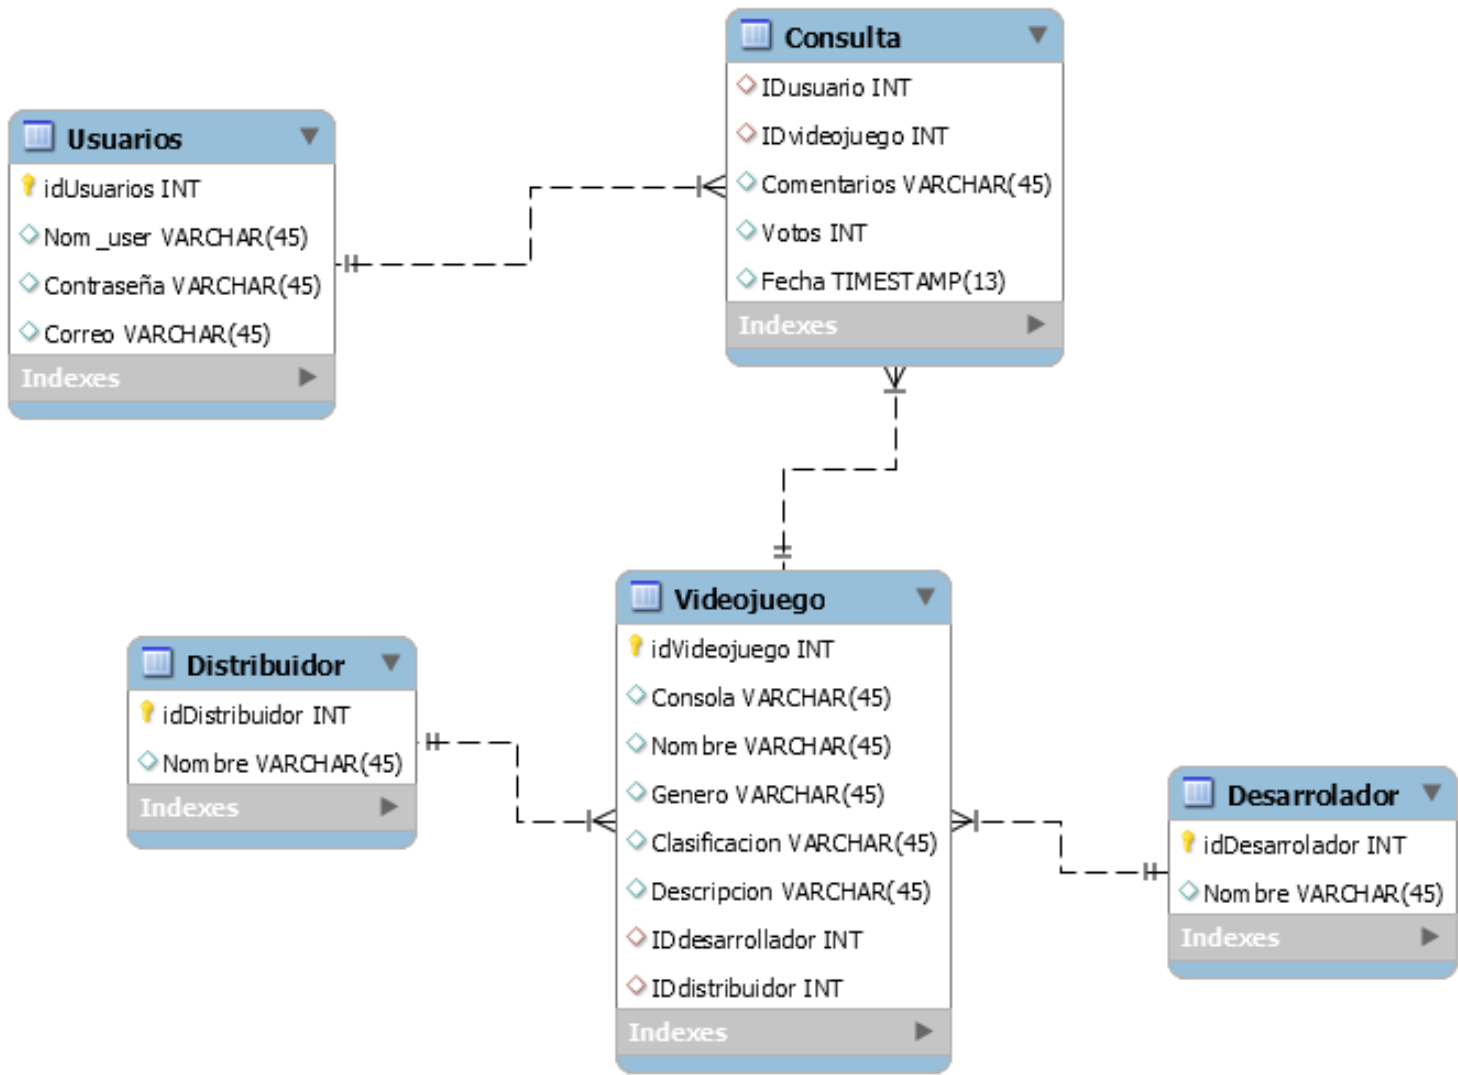 Consulta
IDusuario INT
IDvideojuego INT
Comentarios VARCHAR(45)
Votos INT
Fecha TIMESTAMP(13)
Indexes
Usuarios
idUsuarios INT
Nom_user VARCHAR(45)
Contraseña VARCHAR(45)
Correo VARCHAR(45)
Indexes
Videojuego
idVideojuego INT
Consola VARCHAR(45)
Nombre VARCHAR(45)
Genero VARCHAR(45)
Clasificacion VARCHAR(45)
Descripcion VARCHAR(45)
IDdesarrollador INT
IDdistribuidor INT
Indexes
Distribuidor
idDistribuidor INT
Nombre VARCHAR(45)
Indexes
Desarrolador
idDesarrolador INT
Nombre VARCHAR(45)
Indexes